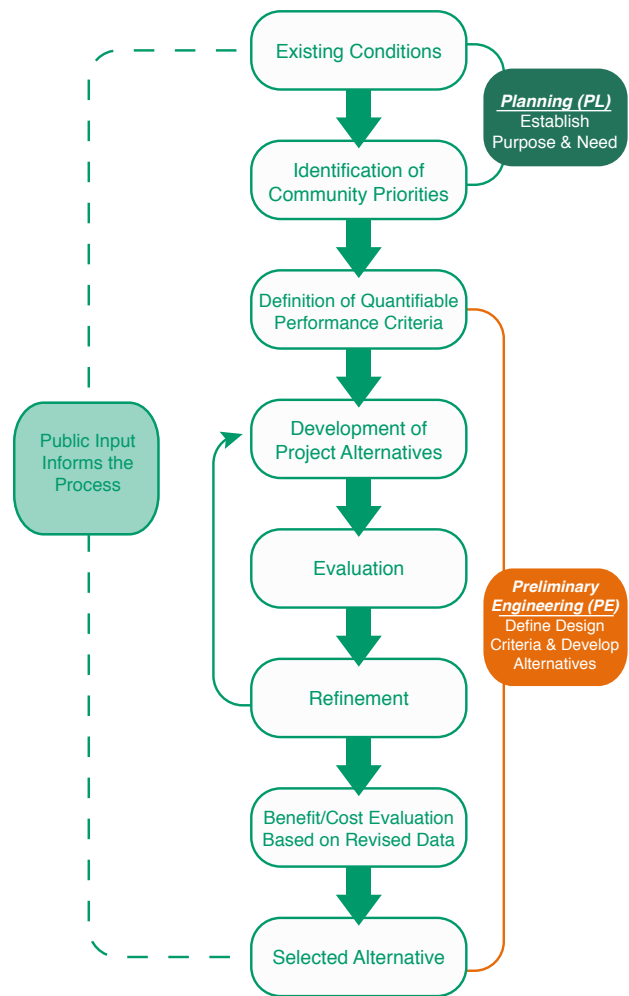 Existing Conditions
Planning (PL)
Establish
Purpose & Need
Identification of
Community Priorities
Definition of Quantifiable
Performance Criteria
Public Input
Informs the
Process
Development of
Project Alternatives
Evaluation
Preliminary
Engineering (PE)
Define Design
Criteria & Develop
Alternatives
Refinement
Benefit/Cost Evaluation
Based on Revised Data
Selected Alternative